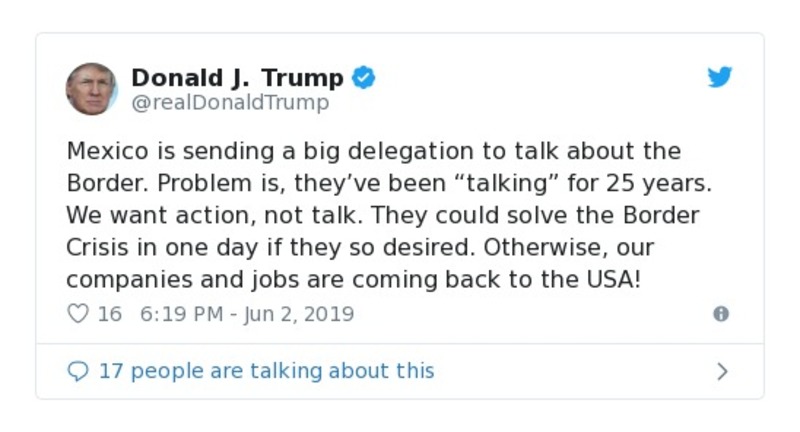 Donald J. Trump
@realDonaldTrump
Mexico is sending a big delegation to talk about the
Border. Problem is, they’ve been “talking” for 25 years.
We want action, not talk. They could solve the Border
Crisis in one day if they so desired. Otherwise, our
companies and jobs are coming back to the USA!
16 6:19 PM - Jun 2, 2019
17 people are talking about this